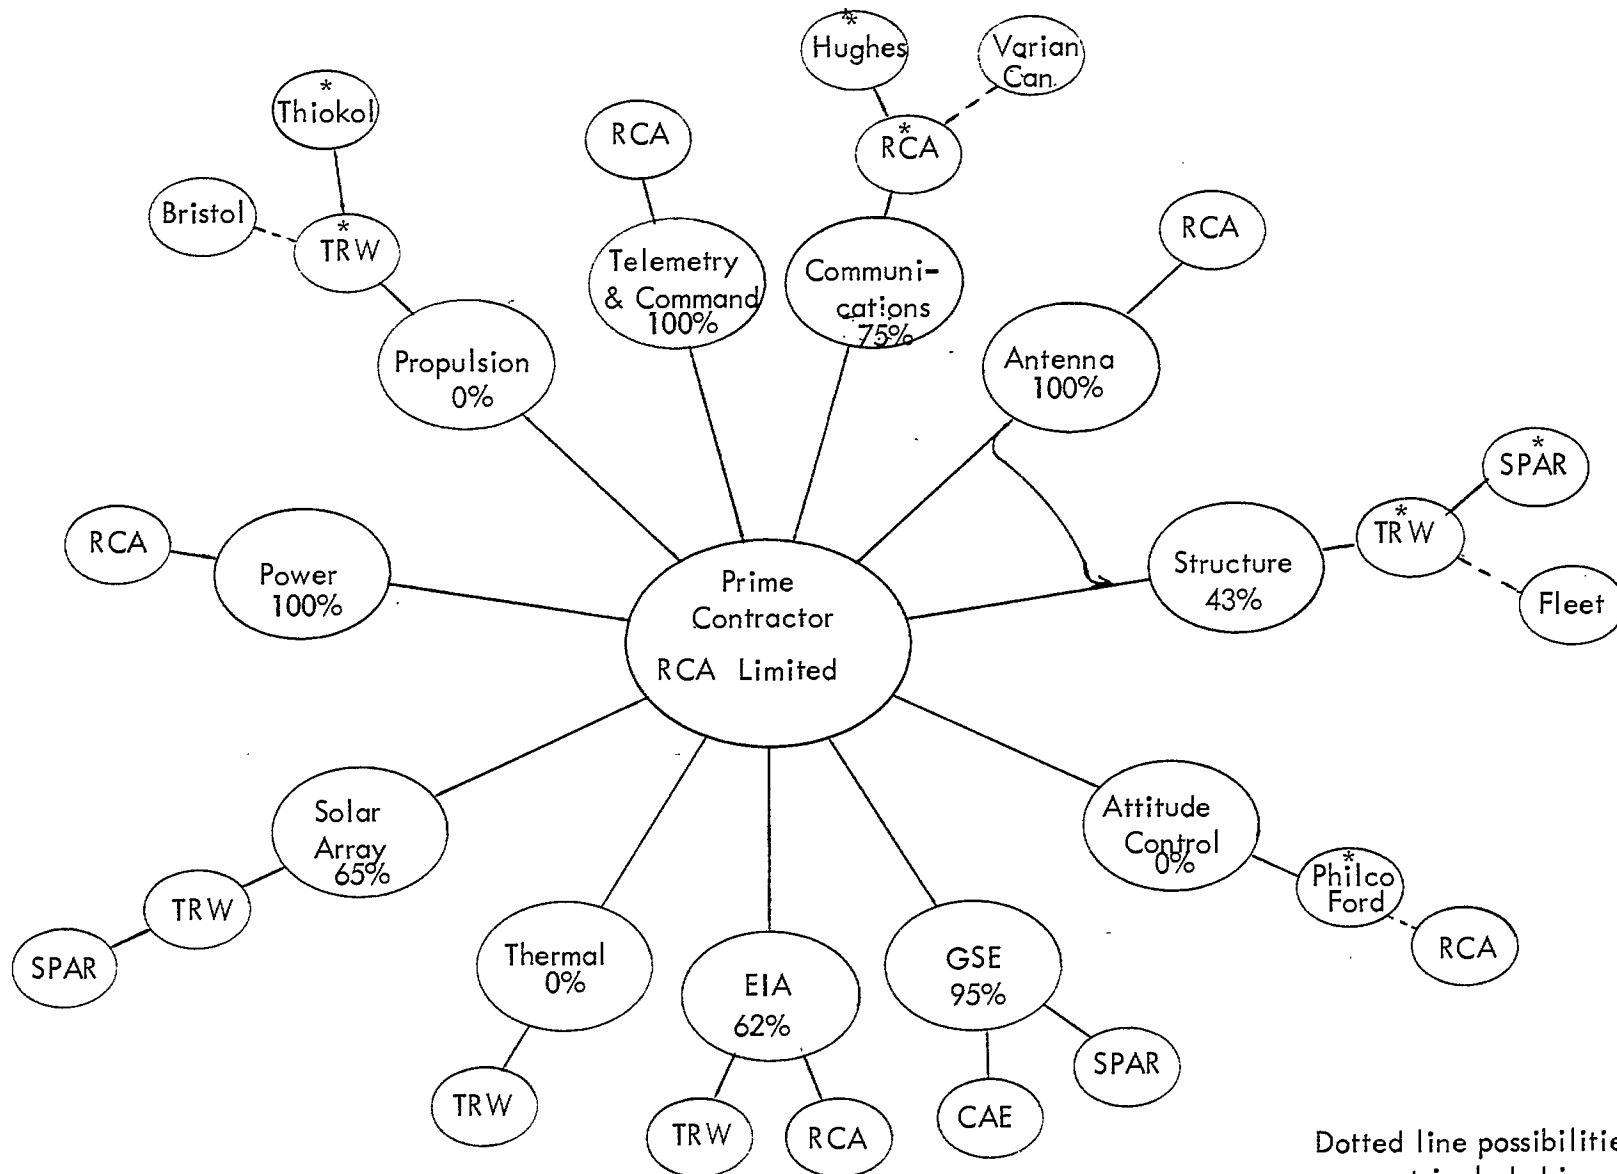 *
Hughes
Varian
Can.
*
Thiokol
RCA
*
RCA
Bristol
*
TRW
RCA
Telemetry
& Command
100%
Communi-
cations
75%
Propulsion
0%
Antenna
100%
*
SPAR
*
TRW
RCA
Power
100%
Structure
43%
Fleet
Prime
Contractor
RCA Limited
Solar
Array
65%
Attitude
Control
0%
TRW
SPAR
*
Philco
Ford
RCA
Thermal
0%
EIA
62%
GSE
95%
TRW
TRW
RCA
CAE
SPAR
Dotted line possibilitie